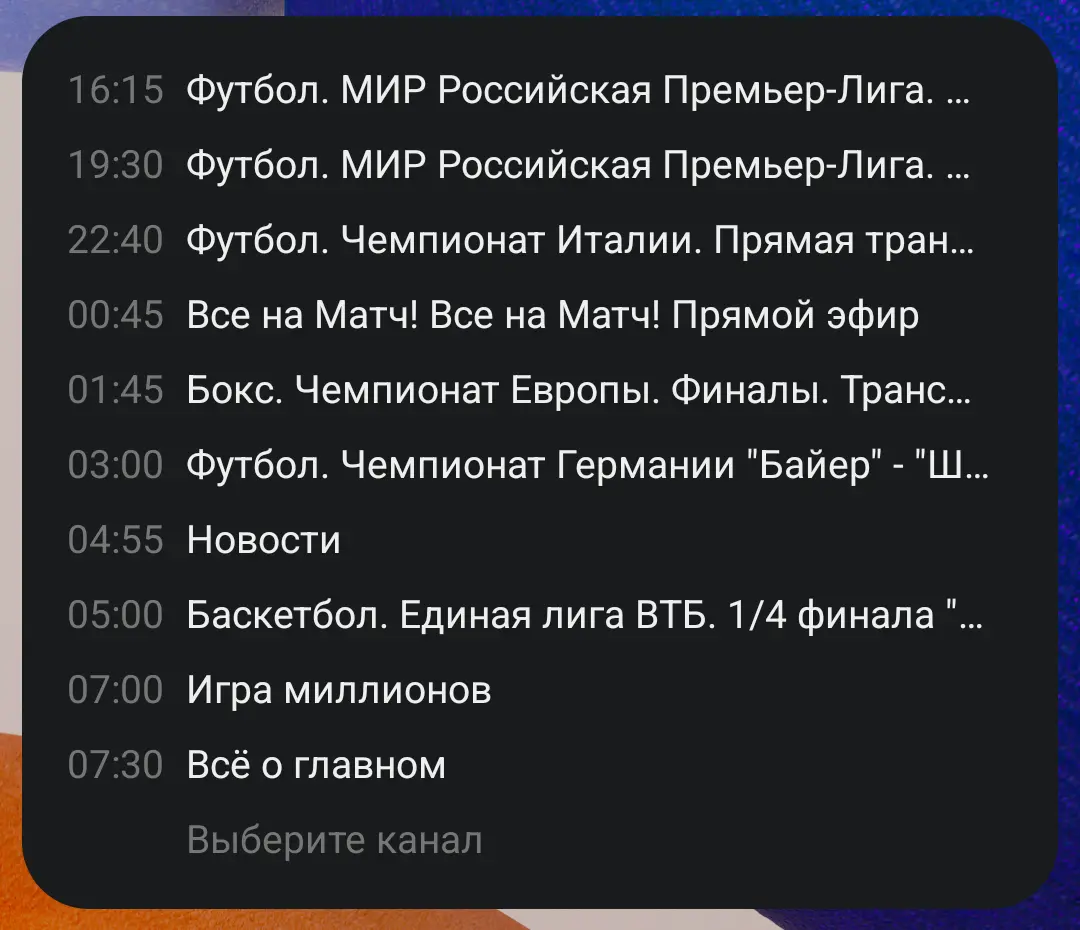 16:15 Футбол. МИР Российская Премьер-Лига. ...
19:30 Футбол. МИР Российская Премьер-Лига. ...
22:40 Футбол. Чемпионат Италии. Прямая тран...
00:45 Все на Матч! Все на Матч! Прямой эфир
01:45 Бокс. Чемпионат Европы. Финалы. Транс...
03:00 Футбол. Чемпионат Германии "Байер" - "Ш...
04:55 Новости
05:00 Баскетбол. Единая лига ВТБ. 1/4 финала "...
07:00 Игра миллионов
07:30 Всё о главном
Выберите канал